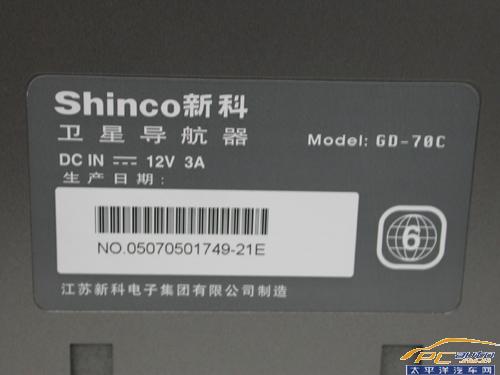 Shinco新科
卫星导航器
Model: GD-70C
DC IN 12V 3A
生产日期:
NO.05070501749-21E
6
江苏新科电子集团有限公司制造
PCauto
太平洋汽车网